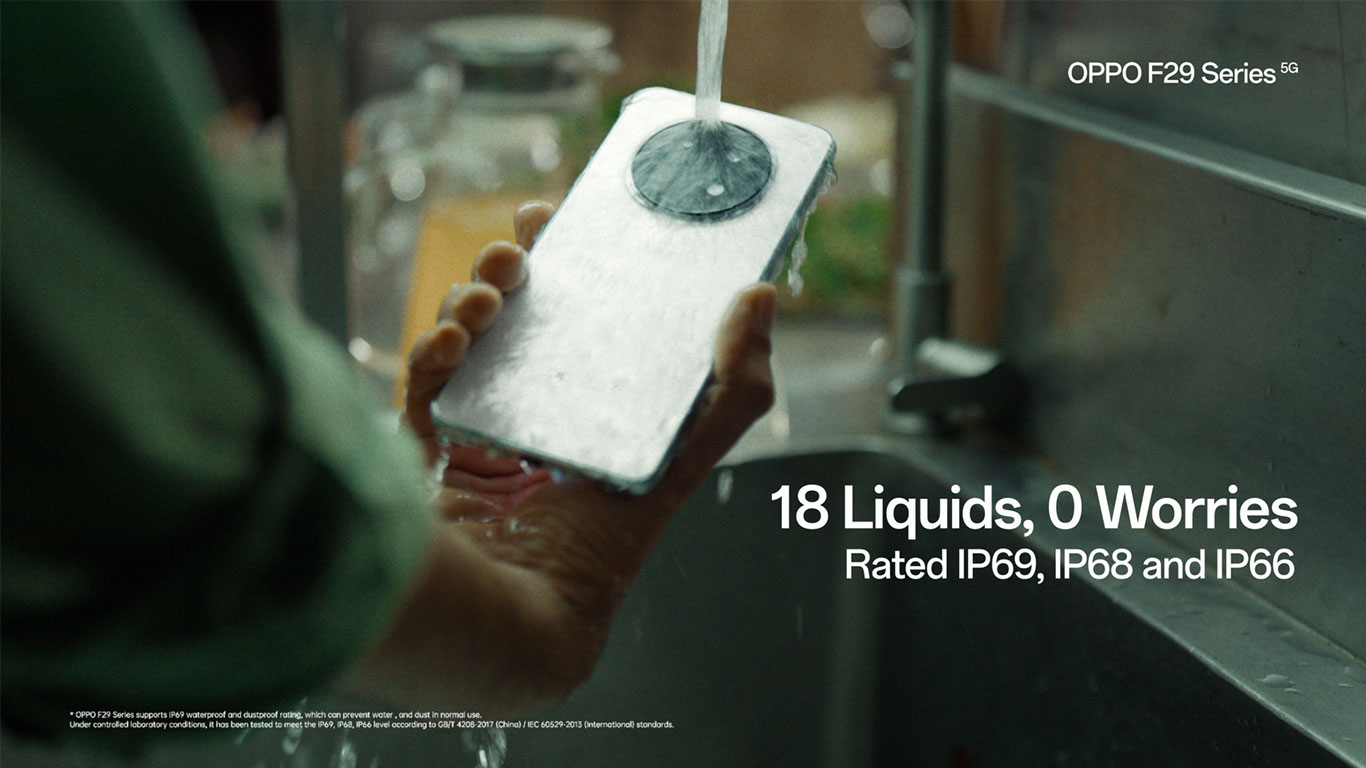 OPPO F29 Series 5G
18 Liquids, 0 Worries
Rated IP69, IP68 and IP66
* OPPO F29 Series supports IP69 waterproof and dustproof rating, which can prevent water , and dust in normal use.
Under controlled laboratory conditions, it has been tested to meet the IP69, IP68, IP66 level according to GB/T 4208-2017 (China) / IEC 60529-2013 (International) standards.